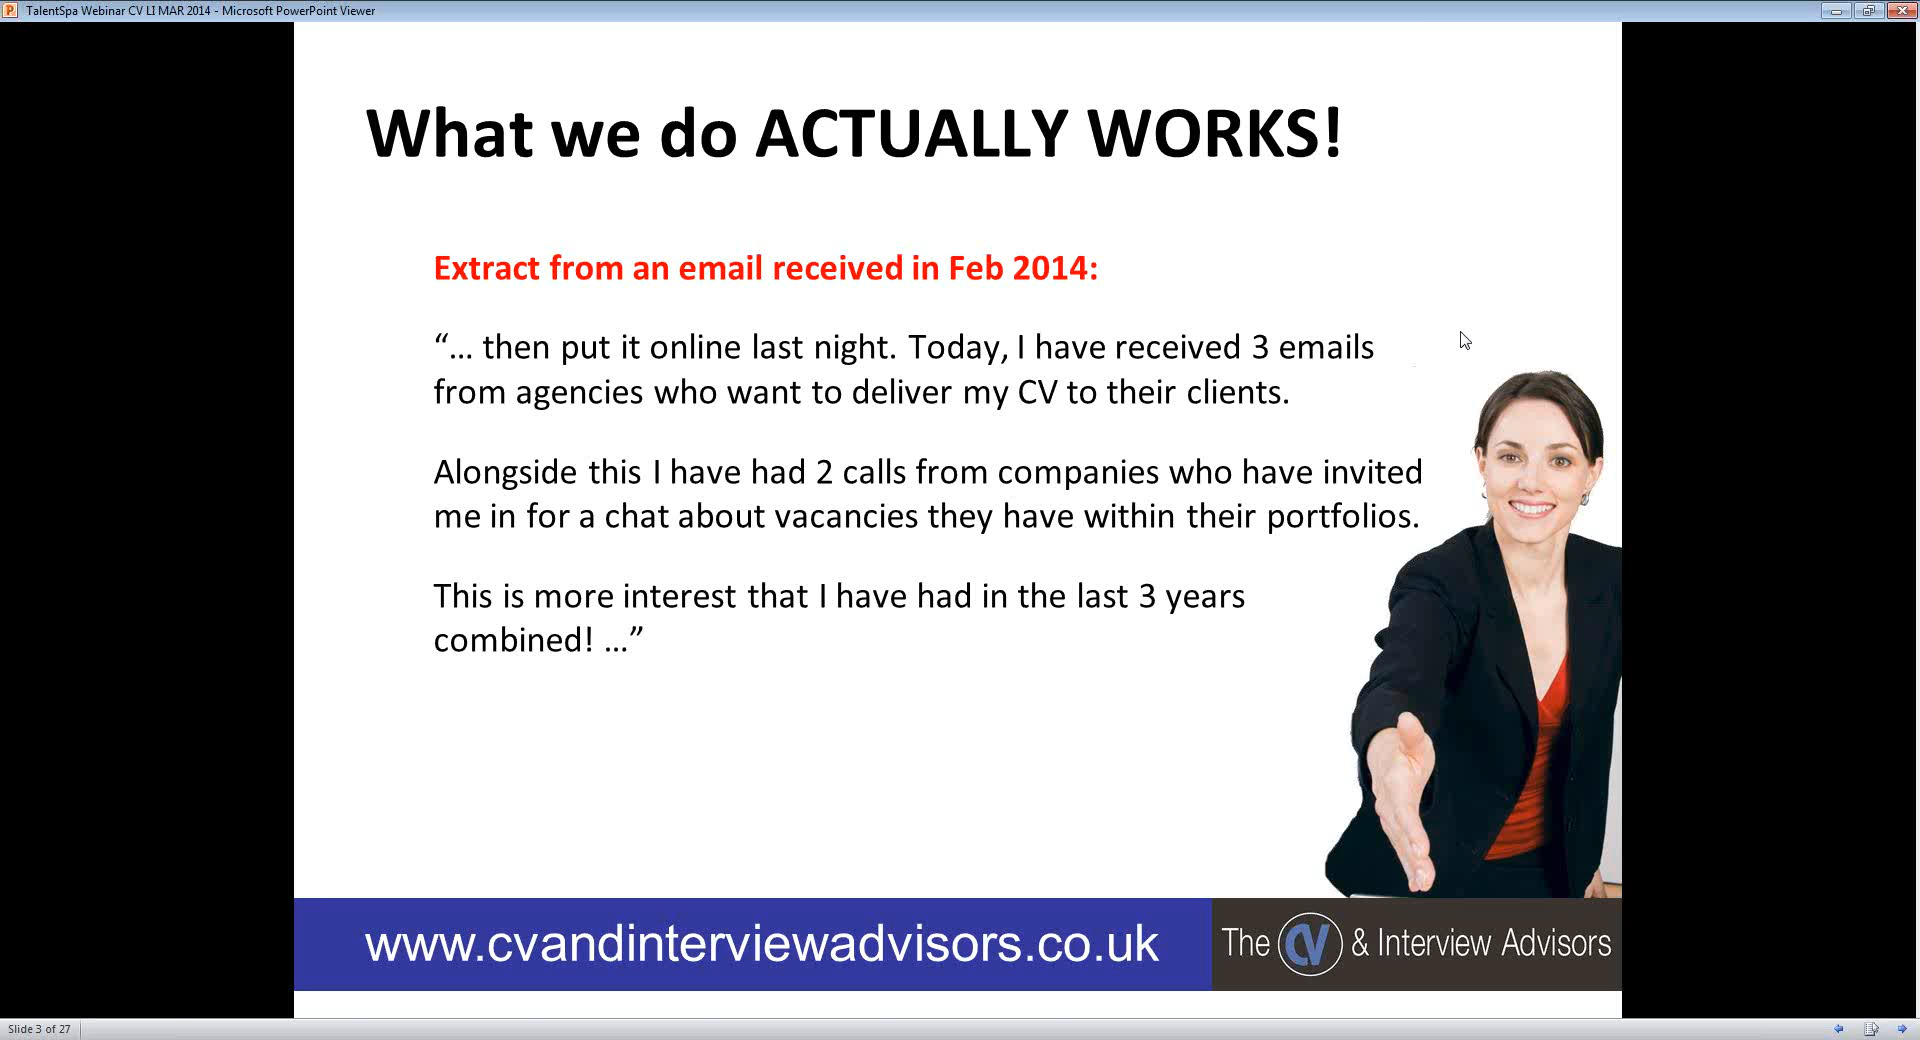 TalentSpa Webinar CV LI MAR 2014 - Microsoft PowerPoint Viewer
What we do ACTUALLY WORKS!
Extract from an email received in Feb 2014:
“... then put it online last night. Today, I have received 3 emails
from agencies who want to deliver my CV to their clients.
Alongside this I have had 2 calls from companies who have invited
me in for a chat about vacancies they have within their portfolios.
This is more interest that I have had in the last 3 years
combined! ...”
www.cvandinterviewadvisors.co.uk
The CV & Interview Advisors
Slide 3 of 27